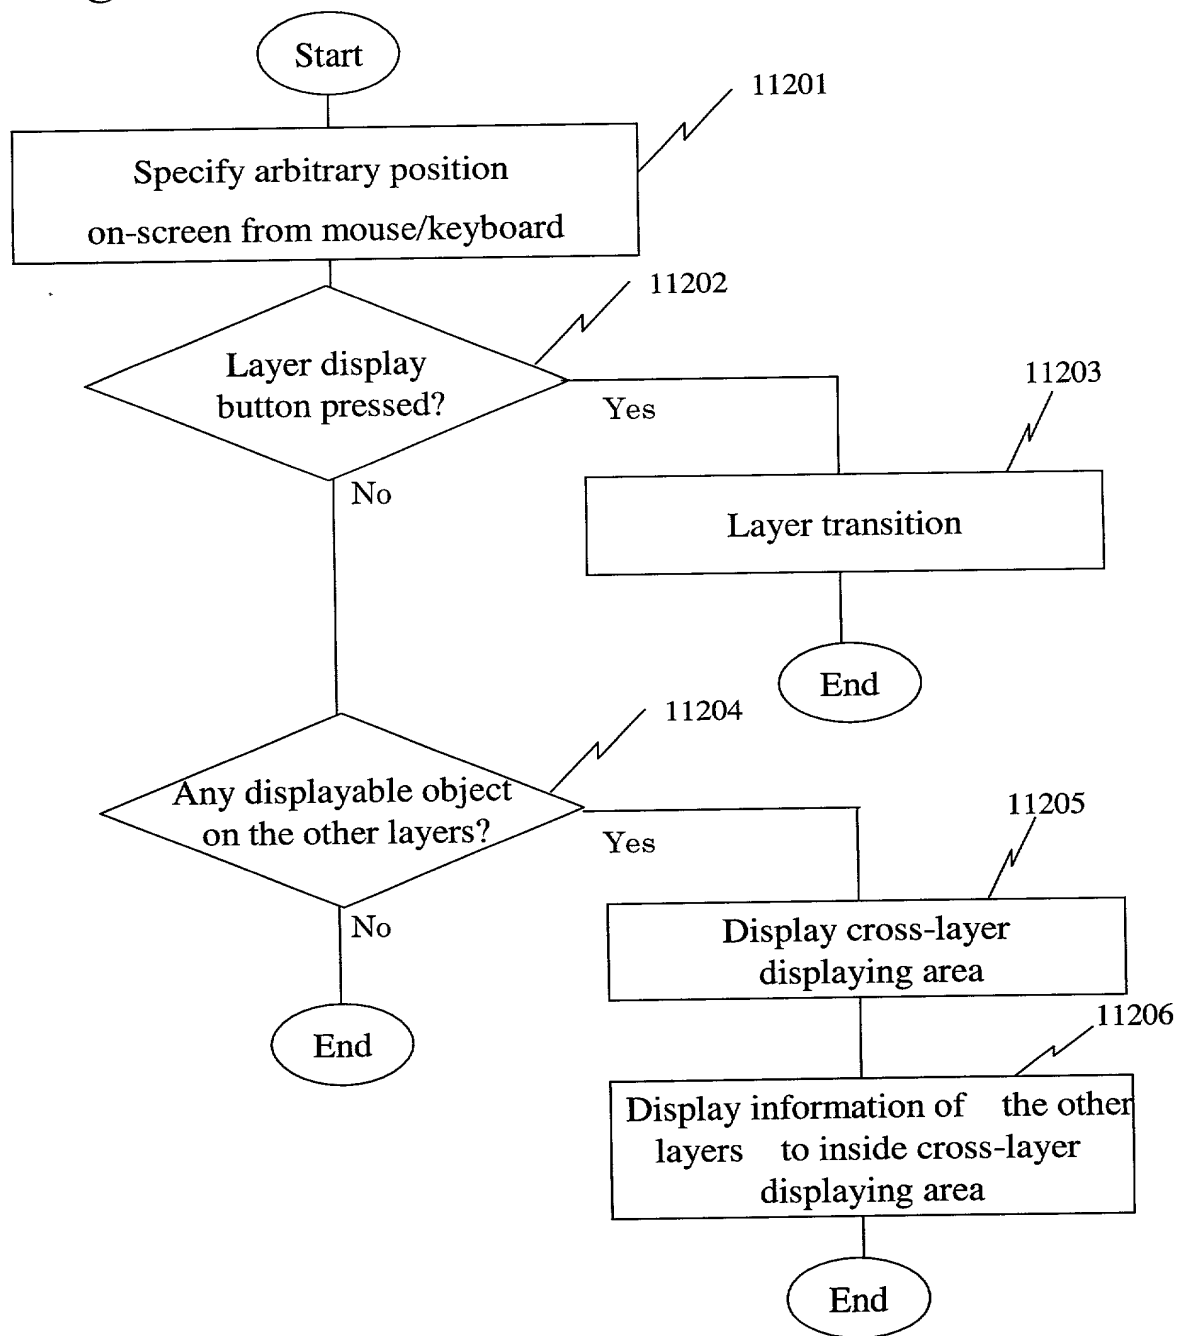 Start
11201
Specify arbitrary position
on-screen from mouse/keyboard
11202
Layer display
button pressed?
Yes
No
11203
Layer transition
End
11204
Any displayable object
on the other layers?
Yes
No
End
11205
Display cross-layer
displaying area
11206
Display information of the other
layers to inside cross-layer
displaying area
End